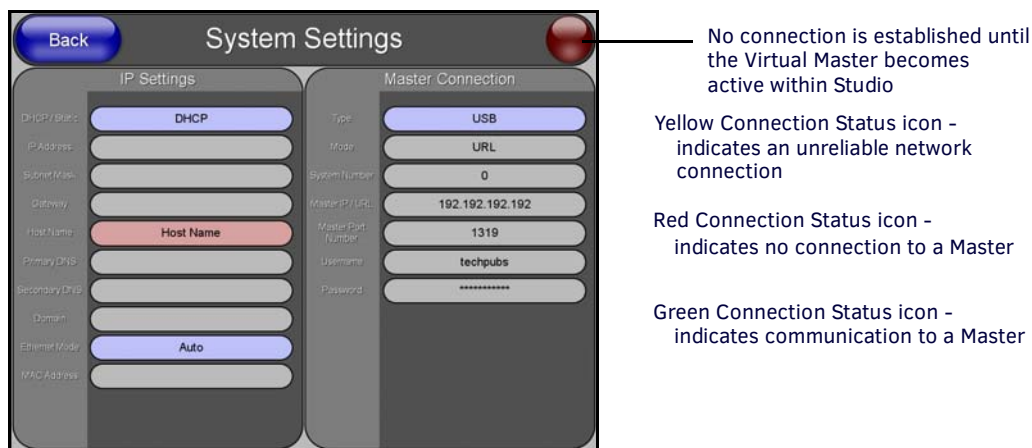 Back
System Settings
IP Settings
DHCP / Static
DHCP
IP Address
Subnet Mask
Gateway
Host Name
Host Name
Primary DNS
Secondary DNS
Domain
Ethernet Mode
Auto
MAC Address
Master Connection
Type
USB
Mode
URL
System Number
0
Master IP / URL
192.192.192.192
Master Port
Number
1319
Username
techpubs
Password
***********
No connection is established until
the Virtual Master becomes
active within Studio
Yellow Connection Status icon –
indicates an unreliable network
connection
Red Connection Status icon –
indicates no connection to a Master
Green Connection Status icon –
indicates communication to a Master